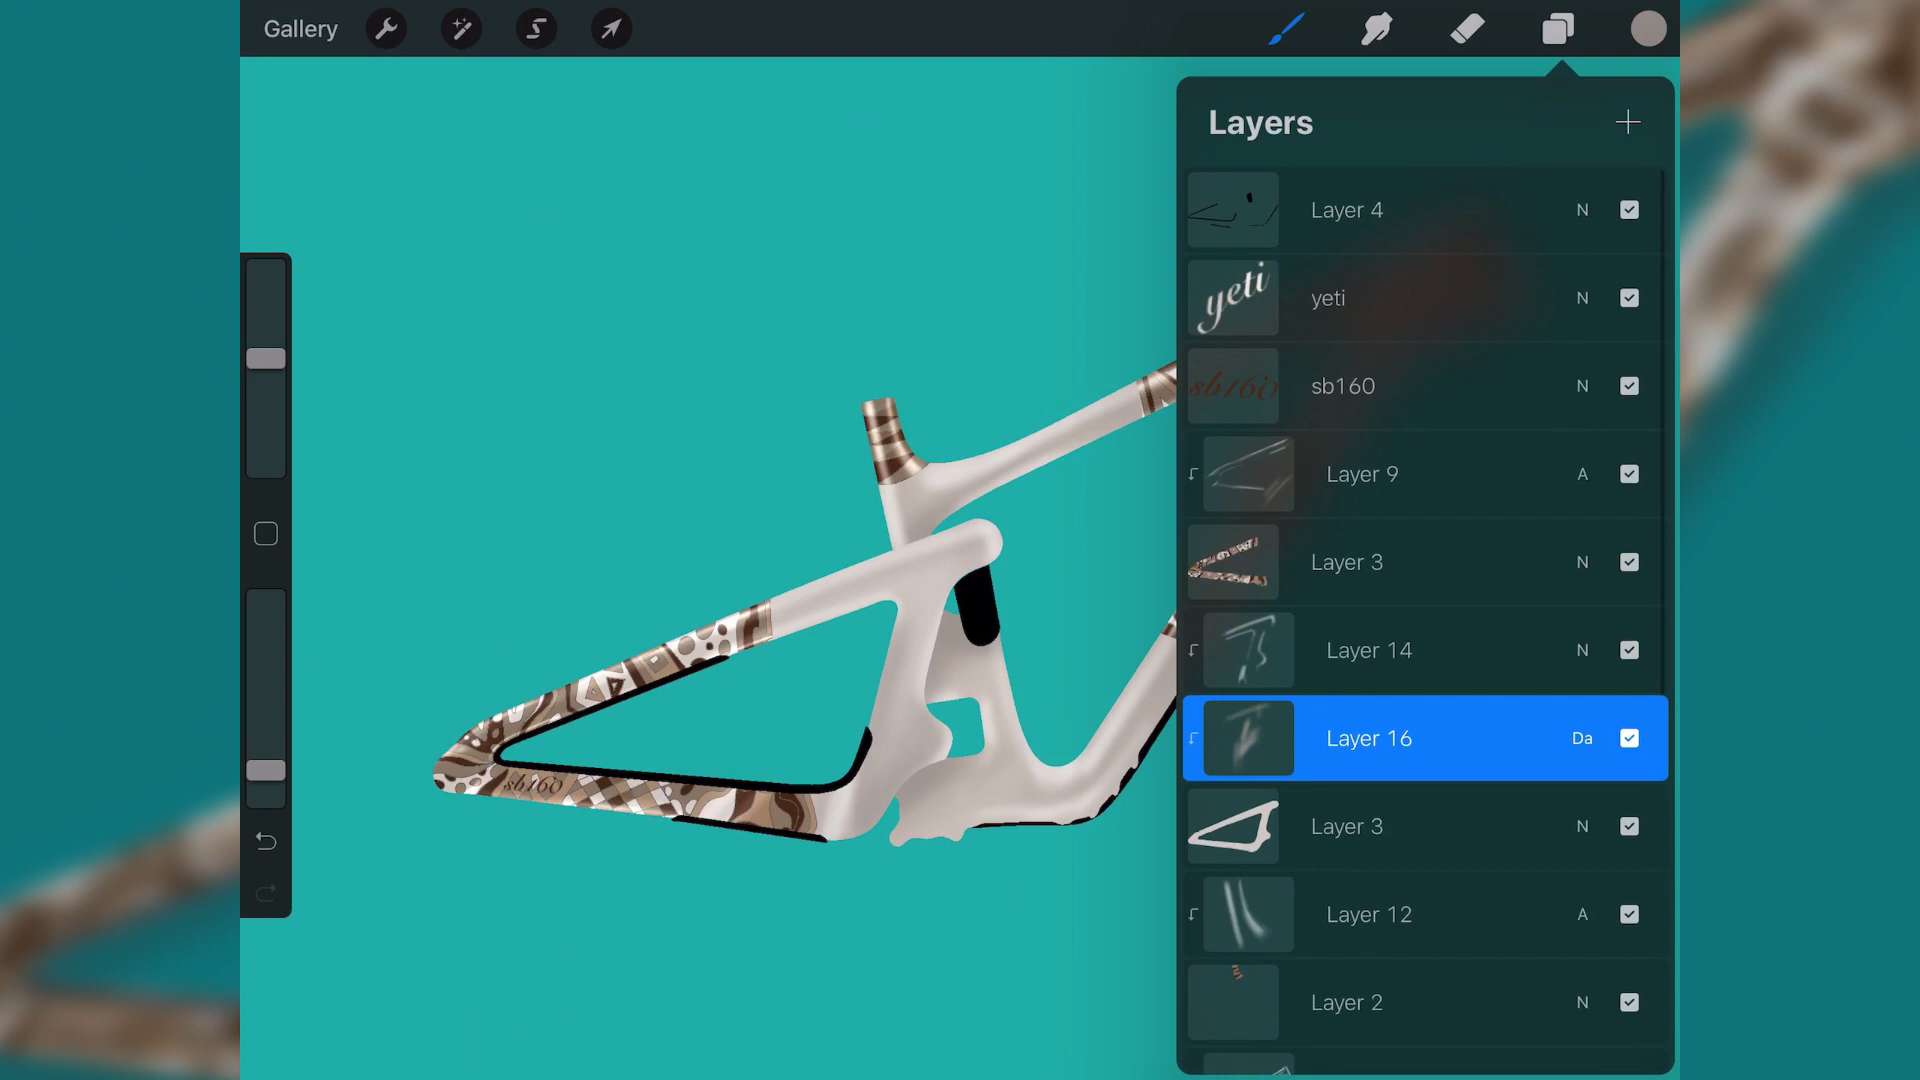 Gallery
Layers
Layer 4 N
yeti yeti N
sb160 sb160 N
Layer 9 A
Layer 3 N
Layer 14 N
Layer 16 Da
Layer 3 N
Layer 12 A
Layer 2 N
sb160